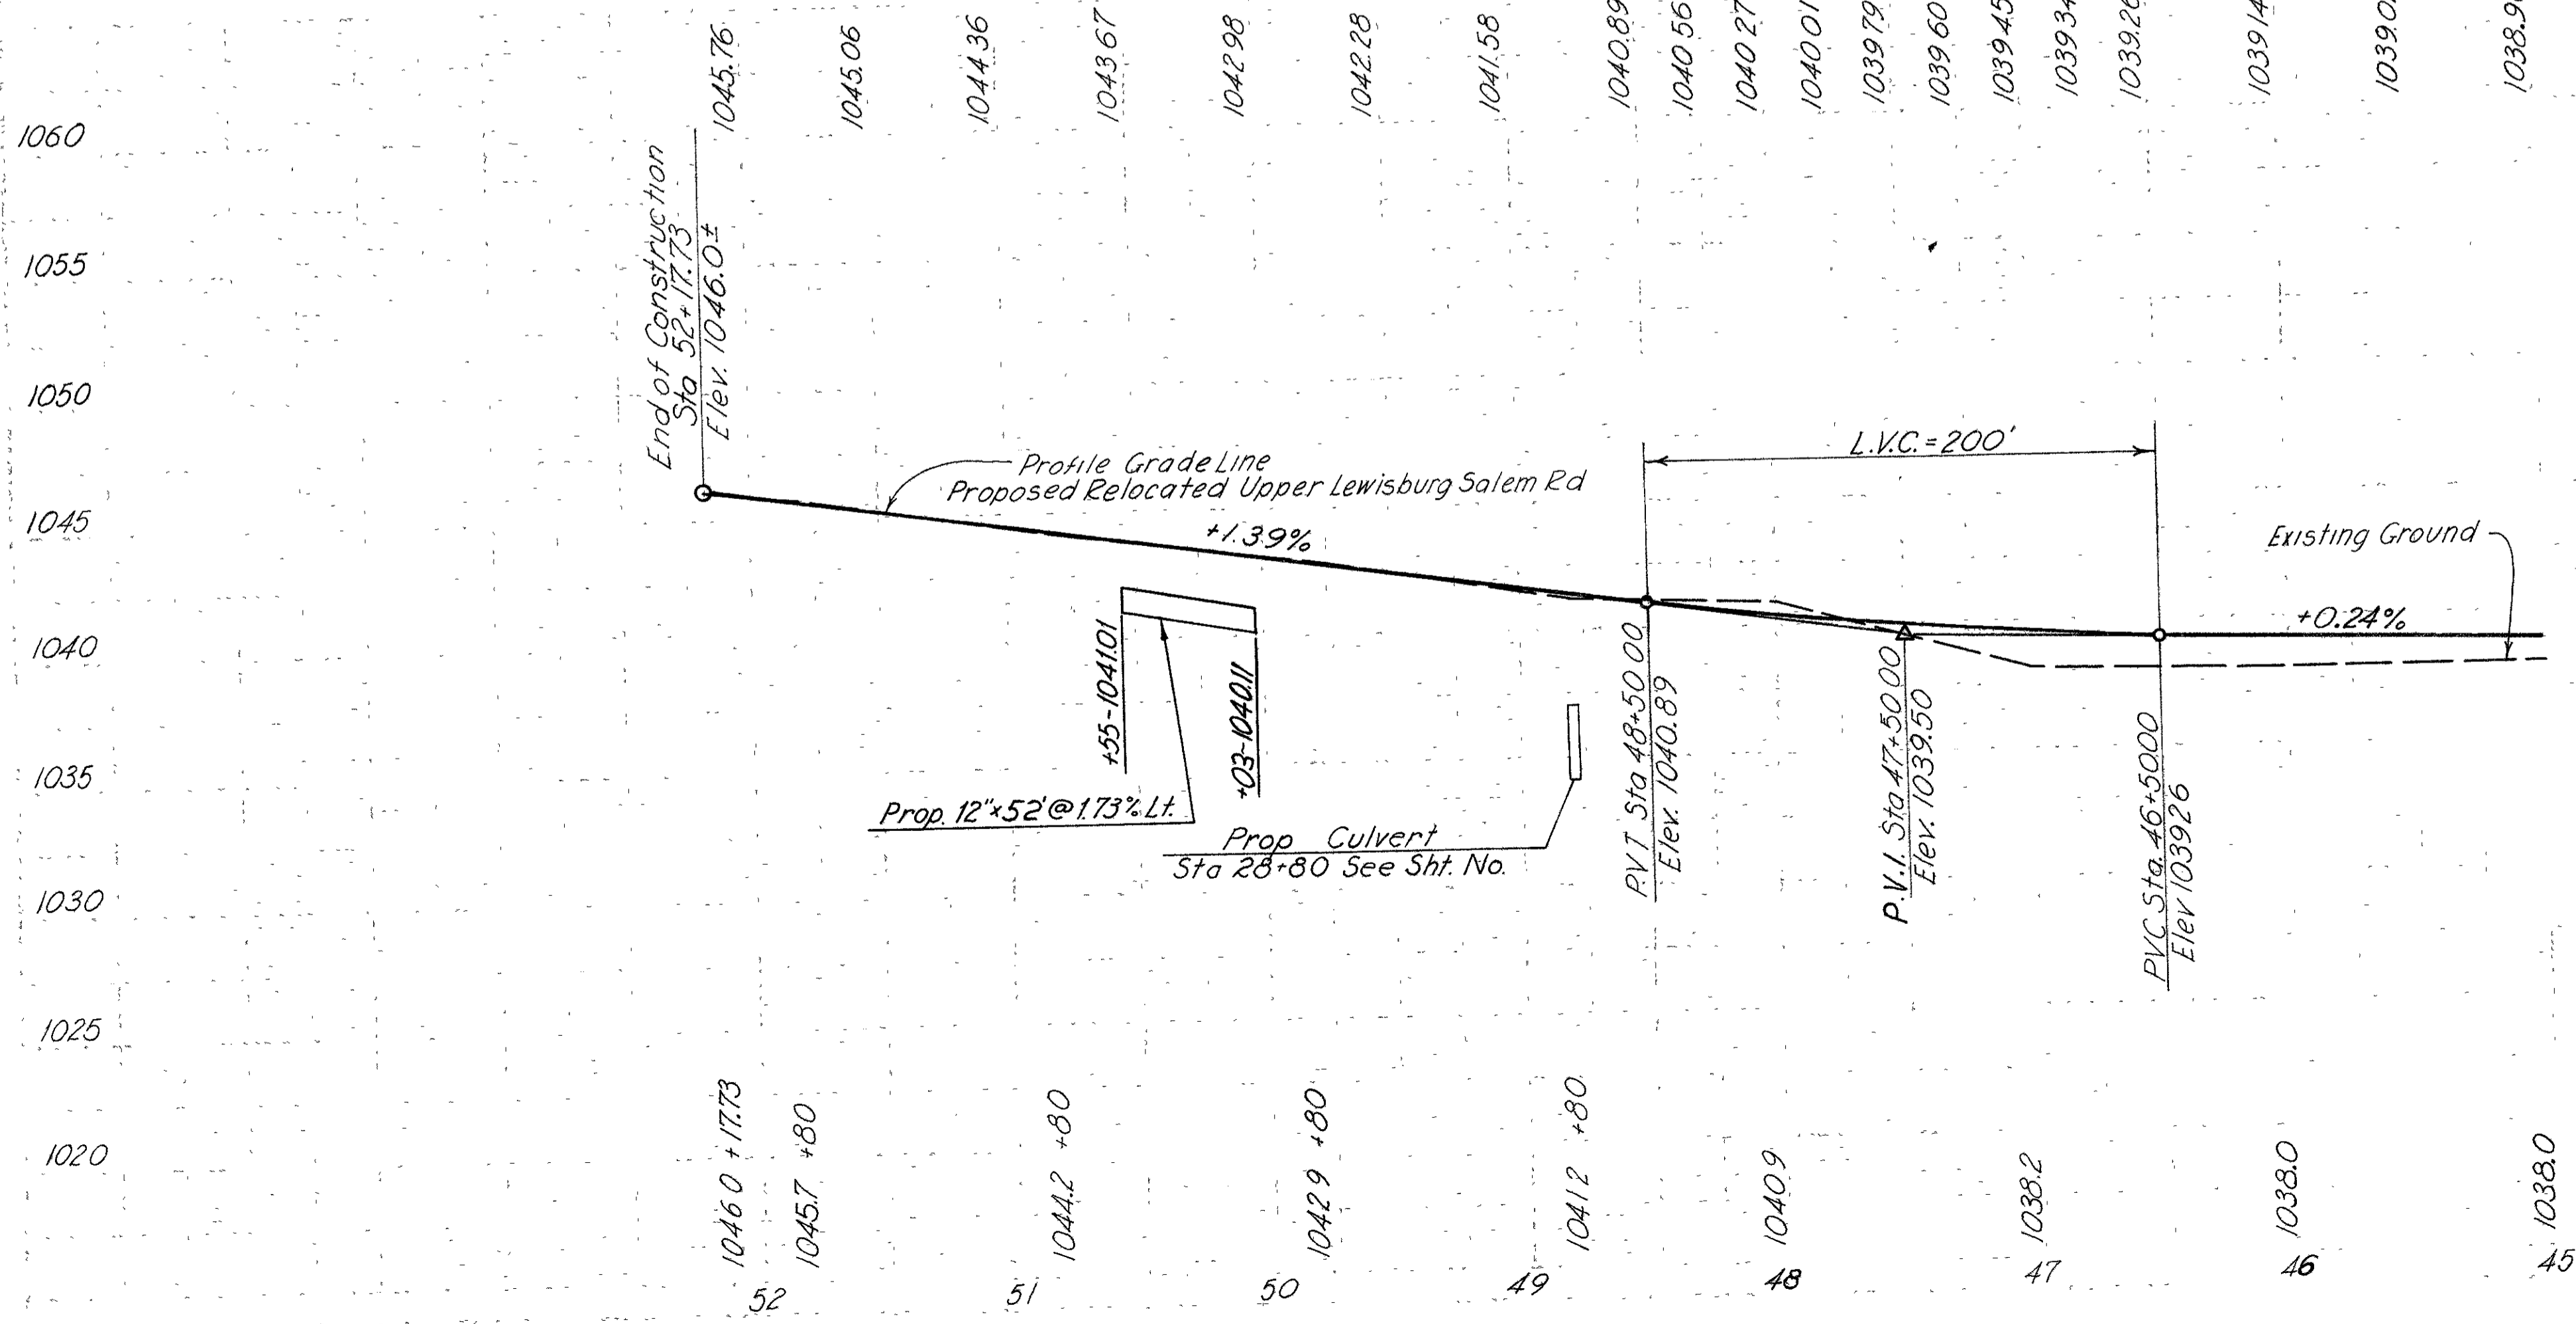 1045.76
1045.06
1044.36
1043.67
1042.98
1042.28
1041.58
1040.89
1040.56
1040.27
1040.01
1039.79
1039.60
1039.45
1039.34
1039.26
1039.14
1060
1055
1050
1045
1040
1035
1030
1025
1020
End of Construction
Sta 52+17.73
Elev. 1046.0±
Profile Grade Line
Proposed Relocated Upper Lewisburg Salem Rd
+1.39%
L.V.C.=200'
Existing Ground
+0.24%
+55-1041.01
+03-1040.11
Prop. 12"x52'@1.73% Lt.
Prop Culvert
Sta 28+80 See Sht. No.
P.V.T Sta 48+50.00
Elev. 1040.89
P.V.I. Sta 47+50.00
Elev. 1039.50
PVC Sta. 46+50.00
Elev 1039.26
1046.0 +17.73
1045.7 +80
1044.2 +80
1042.9 +80
1041.2 +80
1040.9
1038.2
1038.0
1038.0
52 51 50 49 48 47 46 45